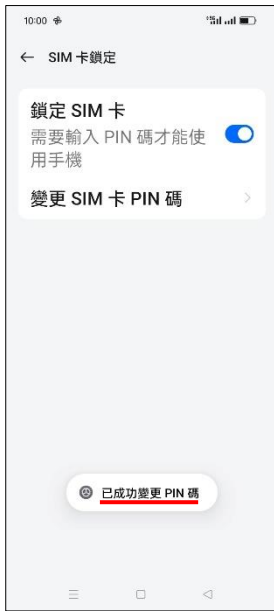 10:00
SIM 卡鎖定
鎖定 SIM 卡
需要輸入 PIN 碼才能使
用手機
變更 SIM 卡 PIN 碼
已成功變更 PIN 碼